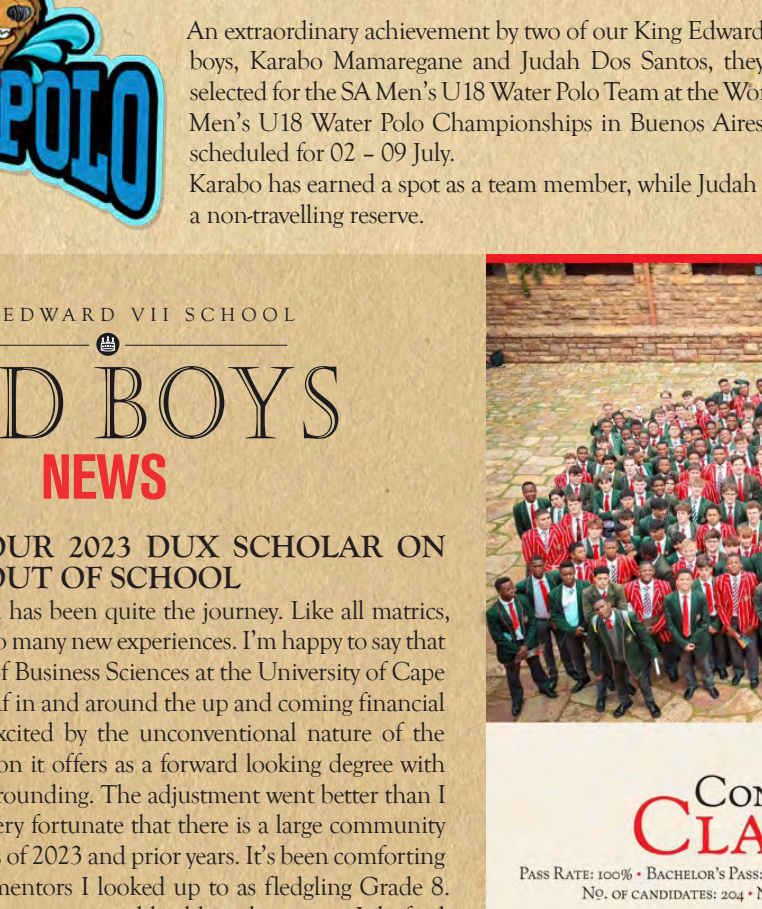 POLO
An extraordinary achievement by two of our King Edward
boys, Karabo Mamaregane and Judah Dos Santos, they
selected for the SA Men's U18 Water Polo Team at the
Men's U18 Water Polo Championships in Buenos Aires
scheduled for 02 – 09 July.
Karabo has earned a spot as a team member, while Judah
a non-travelling reserve.
EDWARD VII SCHOOL
D BOYS
NEWS
OUR 2023 DUX SCHOLAR ON
OUT OF SCHOOL
has been quite the journey. Like all matrics,
many new experiences. I'm happy to say that
of Business Sciences at the University of Cape
in and around the up and coming financial
by the unconventional nature of the
it offers as a forward looking degree with
The adjustment went better than I
fortunate that there is a large community
of 2023 and prior years. It's been comforting
mentors I looked up to as fledgling Grade 8.
Pass Rate: 100% • Bachelor's Pass:
No. of candidates: 204 •